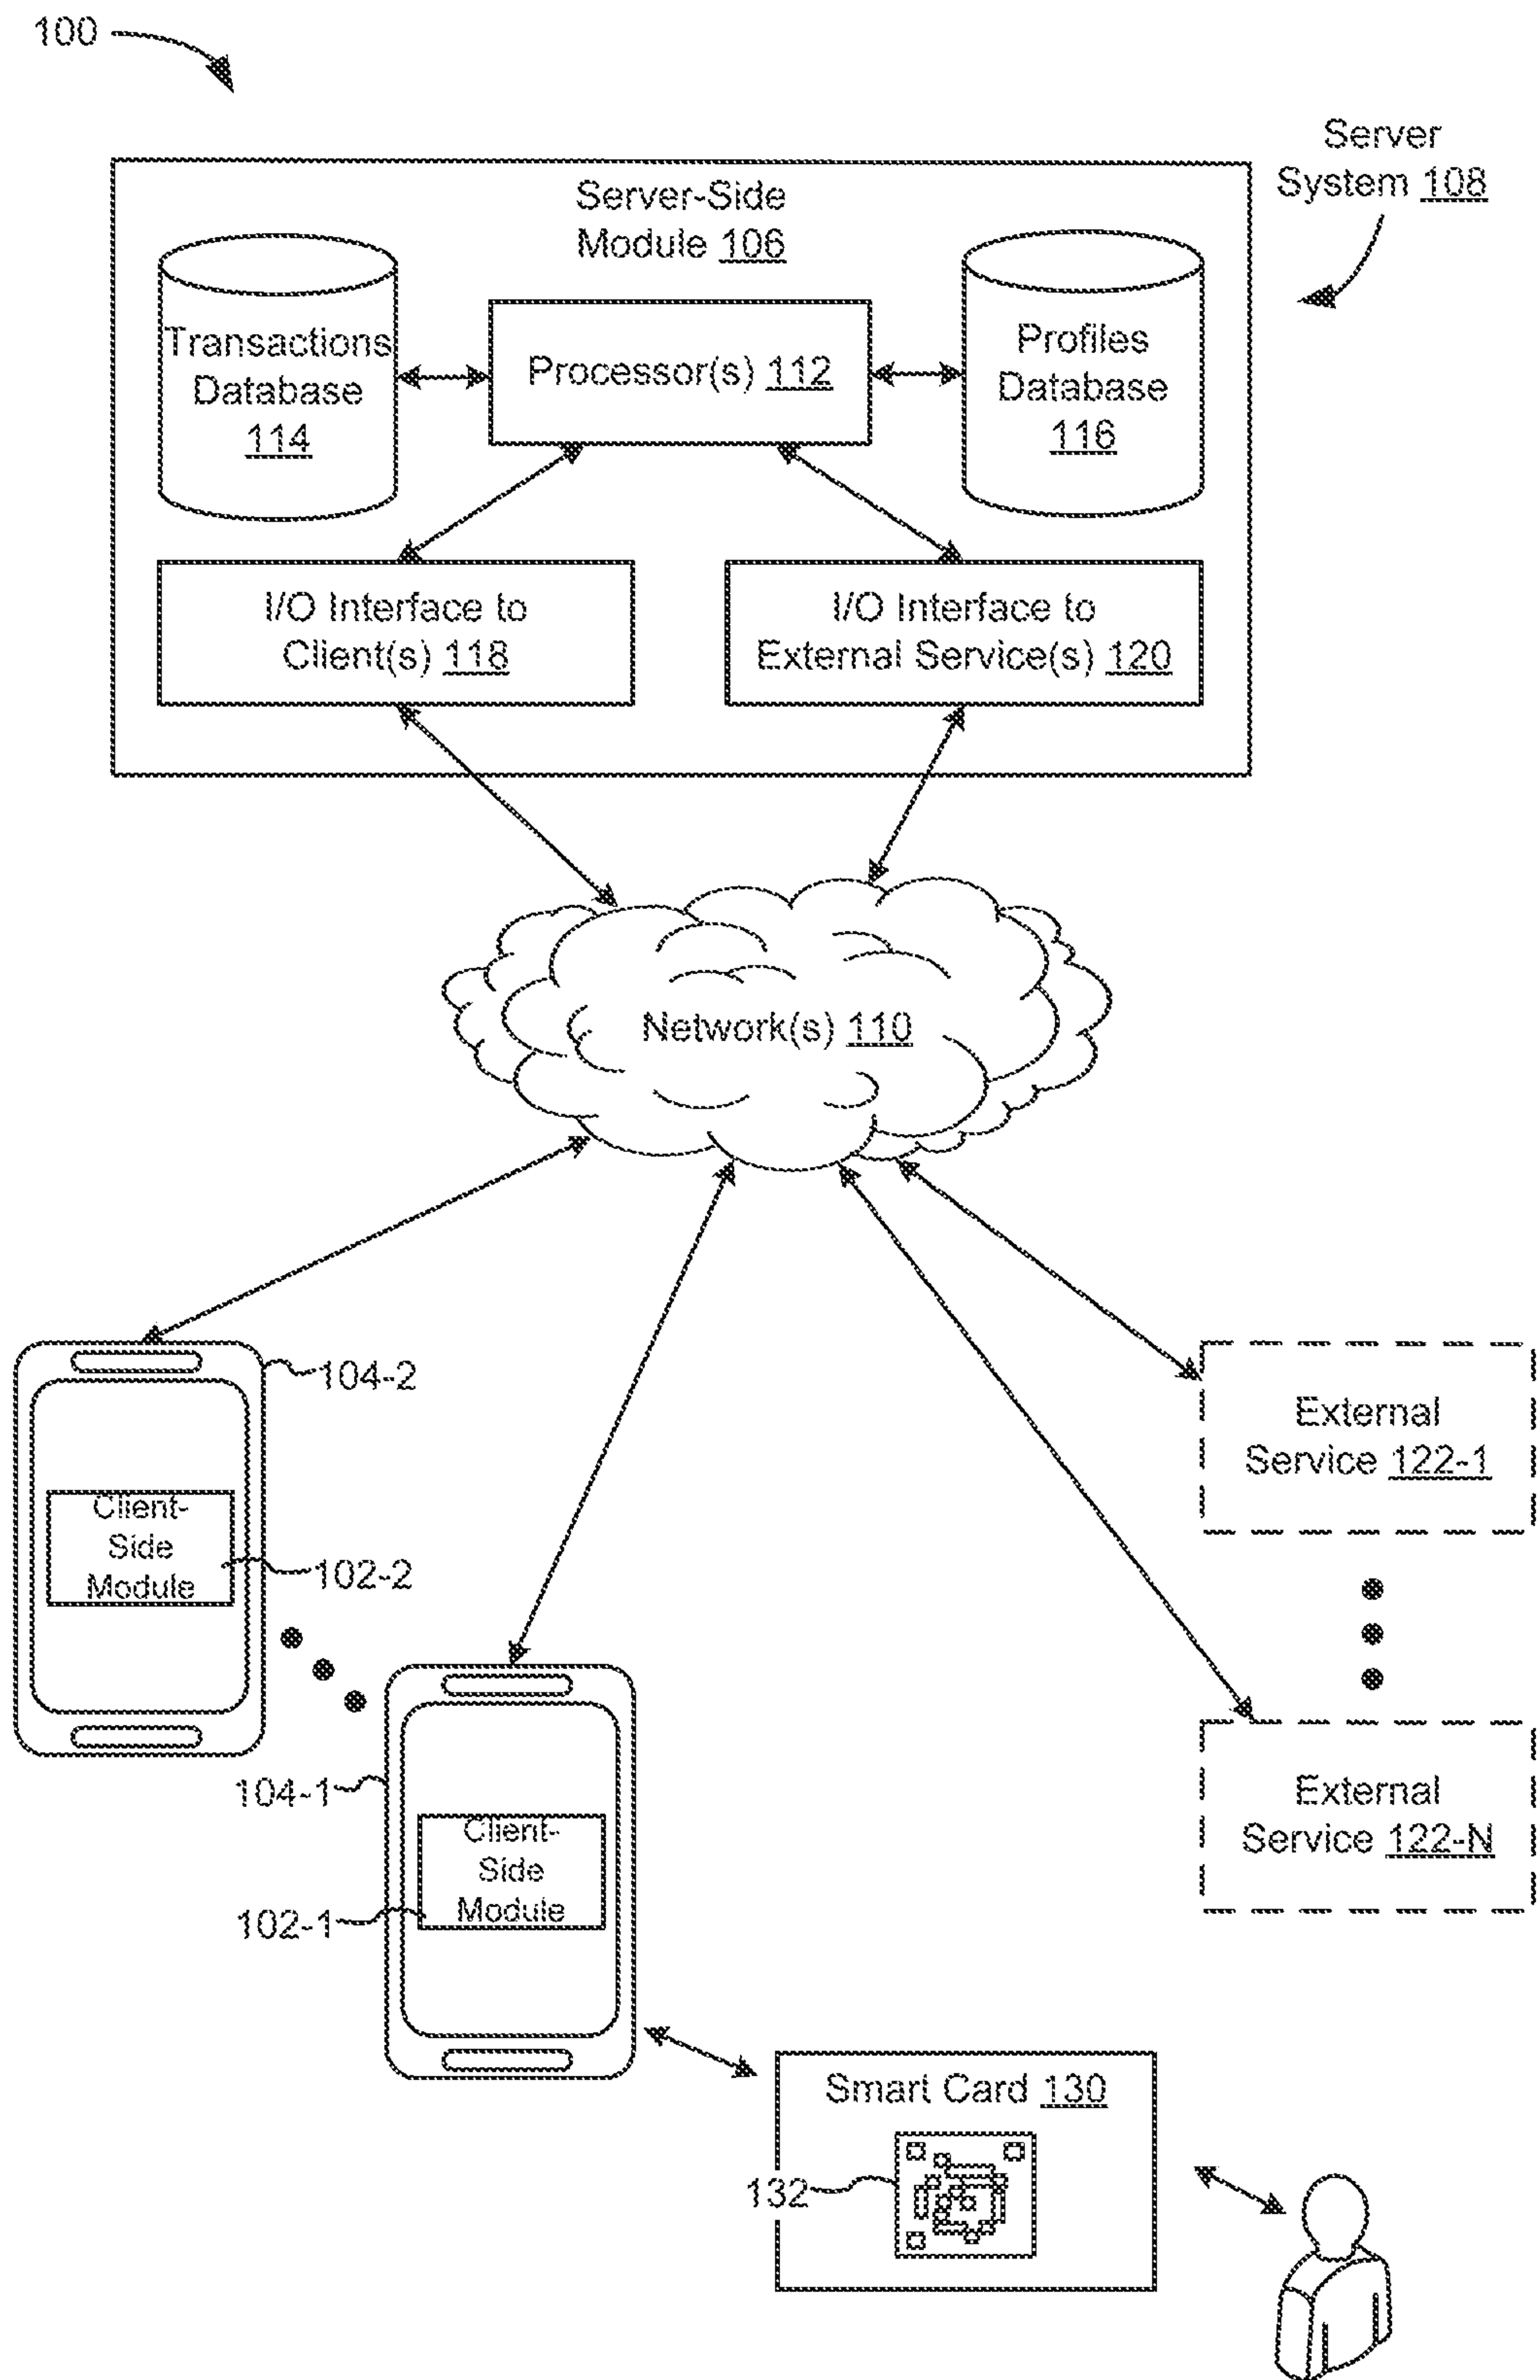 100
Server
System 108
Server-Side
Module 106
Transactions
Database
114
Processor(s) 112
Profiles
Database
116
I/O Interface to
Client(s) 118
I/O Interface to
External Service(s) 120
Network(s) 110
104-2
Client-
Side
Module
102-2
External
Service 122-1
104-1
Client-
Side
Module
102-1
External
Service 122-N
Smart Card 130
132